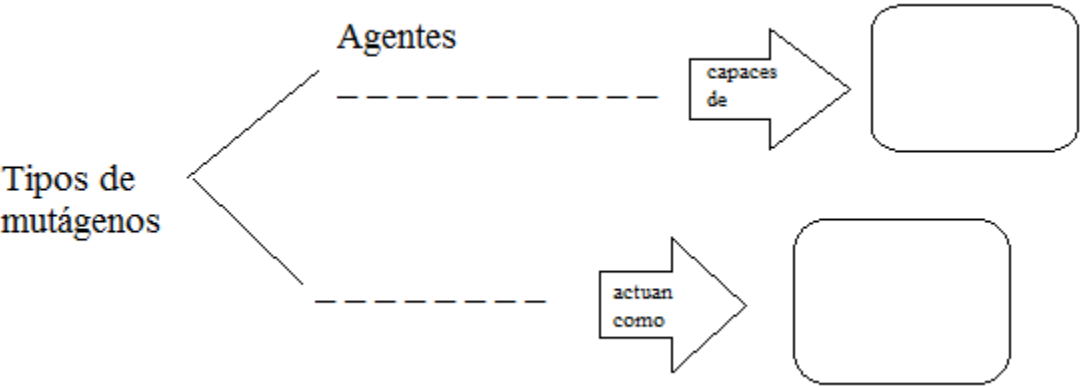 Agentes
_ _ _ _ _ _ _ _ _ _ _
capaces
de
Tipos de
mutágenos
_ _ _ _ _ _ _ _
actuan
como